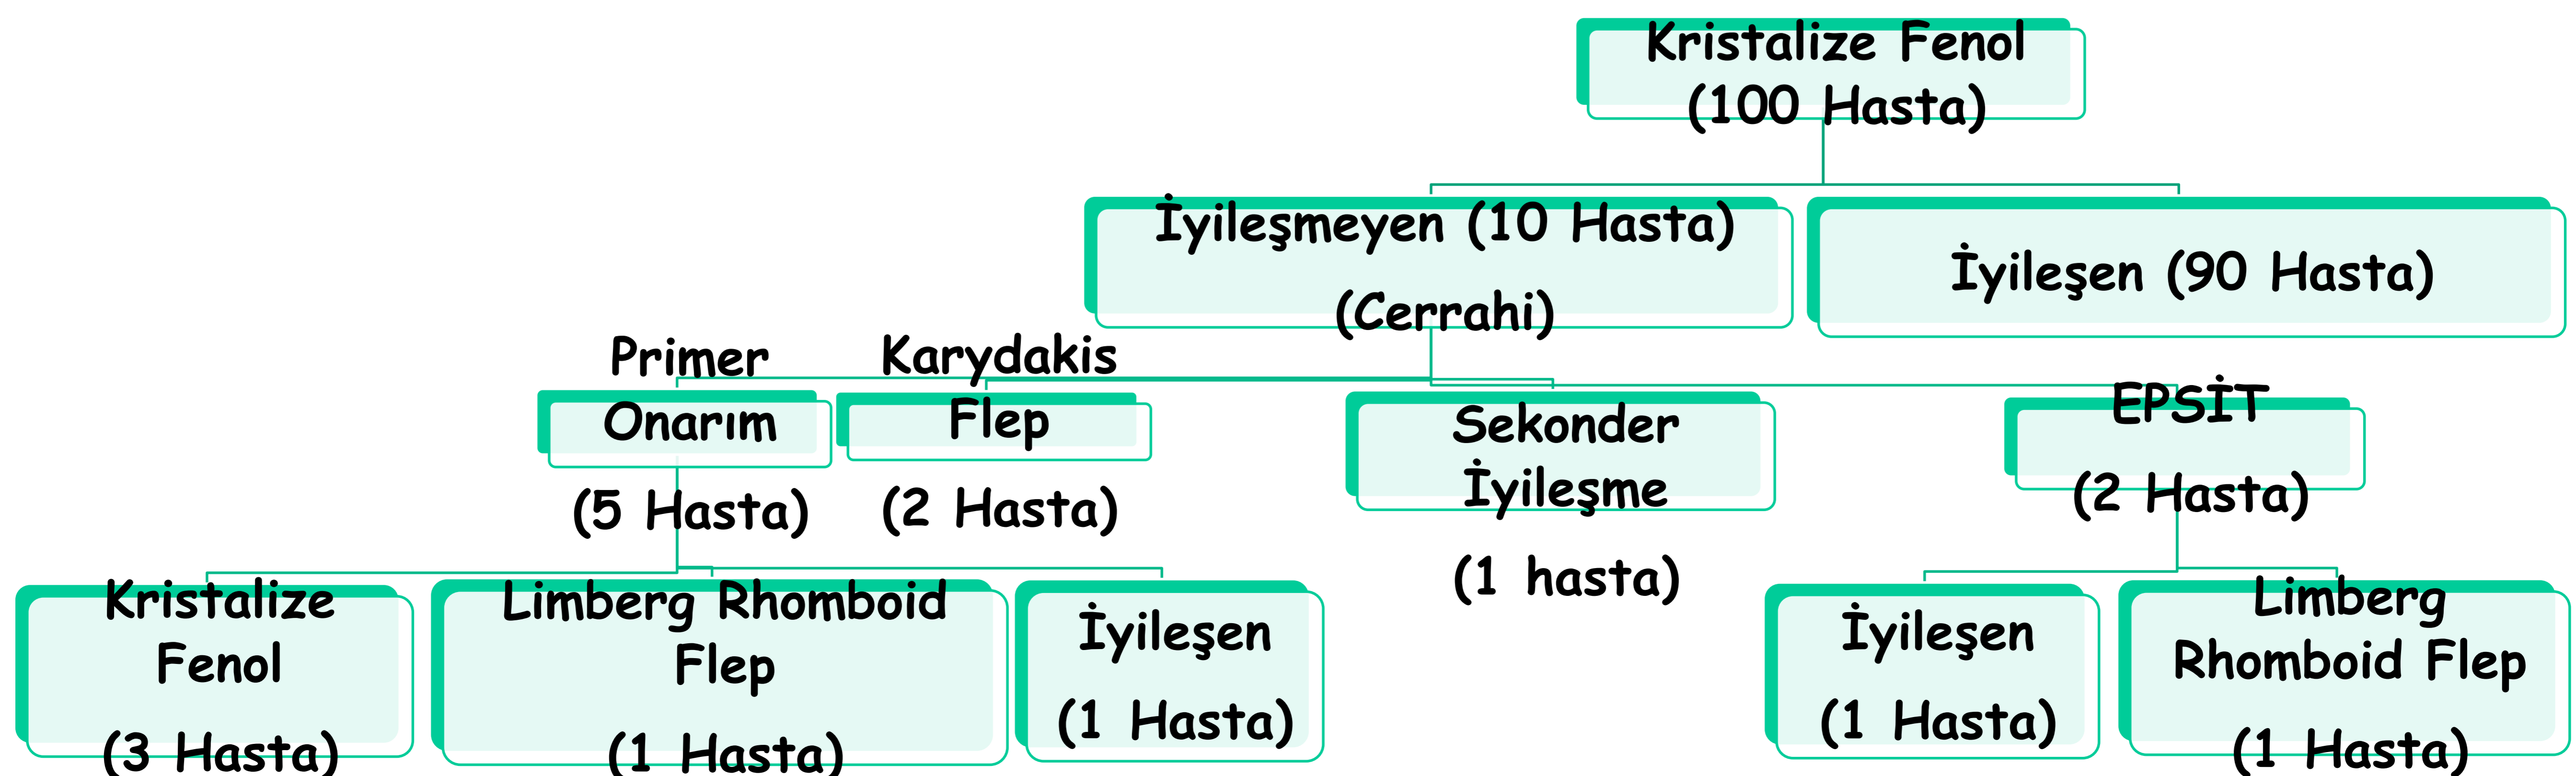 Kristalize Fenol
(100 Hasta)
İyileşmeyen (10 Hasta)
(Cerrahi)
İyileşen (90 Hasta)
Primer
Onarım
(5 Hasta)
Karydakis
Flep
(2 Hasta)
Sekonder
İyileşme
(1 hasta)
EPSİT
(2 Hasta)
Kristalize
Fenol
(3 Hasta)
Limberg Rhomboid
Flep
(1 Hasta)
İyileşen
(1 Hasta)
İyileşen
(1 Hasta)
Limberg
Rhomboid Flep
(1 Hasta)